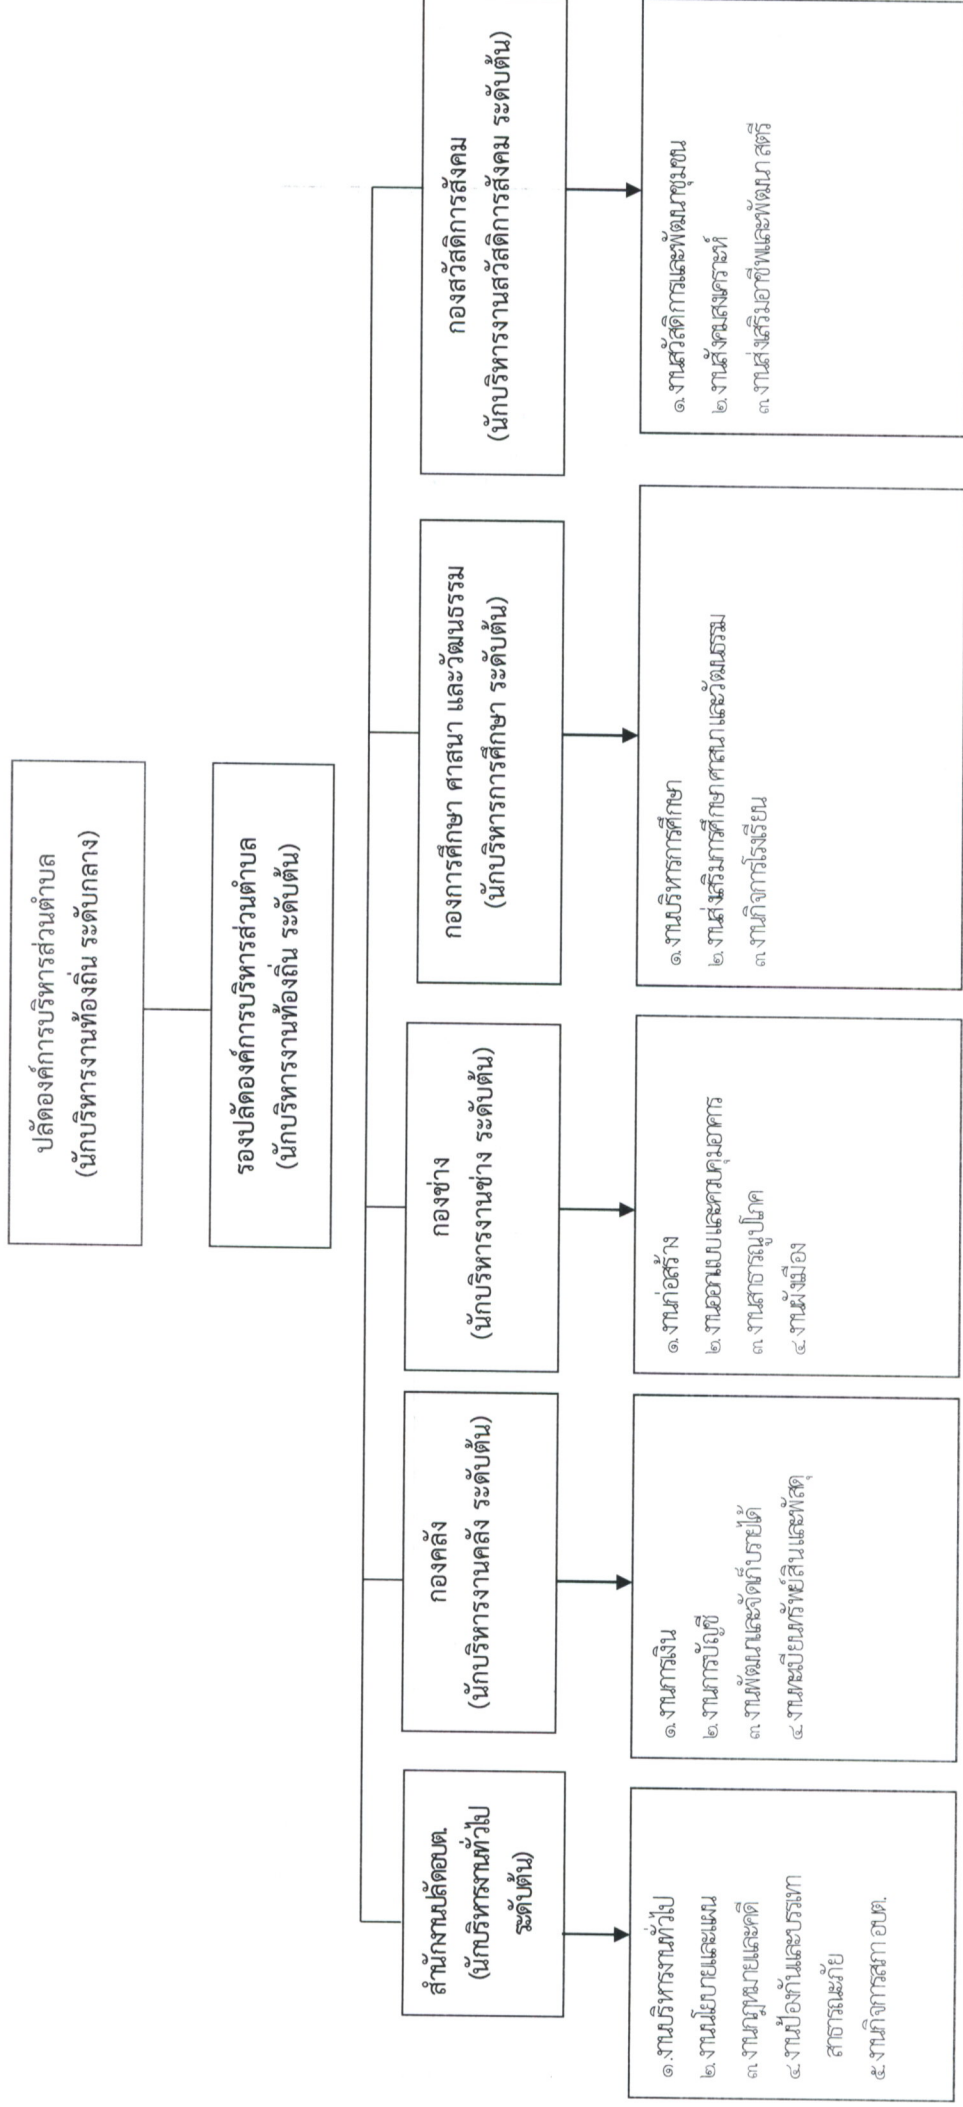 ปลัดองค์การบริหารส่วนตำบล
(นักบริหารงานท้องถิ่น ระดับกลาง)
รองปลัดองค์การบริหารส่วนตำบล
(นักบริหารงานท้องถิ่น ระดับต้น)
สำนักงานปลัดอบต.
(นักบริหารงานทั่วไป
ระดับต้น)
๑.งานบริหารงานทั่วไป
๒.งานนโยบายและแผน
๓.งานกฎหมายและคดี
๔.งานป้องกันและบรรเทา
สาธารณะภัย
๕.งานกิจการสภา อบต.
กองคลัง
(นักบริหารงานคลัง ระดับต้น)
๑.งานการเงิน
๒.งานการบัญชี
๓.งานพัฒนาและจัดเก็บรายได้
๔.งานทะเบียนทรัพย์สินและพัสดุ
กองช่าง
(นักบริหารงานช่าง ระดับต้น)
๑.งานก่อสร้าง
๒.งานออกแบบและควบคุมอาคาร
๓.งานสาธารณูปโภค
๔.งานผังเมือง
กองการศึกษา ศาสนา และวัฒนธรรม
(นักบริหารการศึกษา ระดับต้น)
๑.งานบริหารการศึกษา
๒.งานส่งเสริมการศึกษาศาสนาและวัฒนธรรม
๓.งานกิจการโรงเรียน
กองสวัสดิการสังคม
(นักบริหารงานสวัสดิการสังคม ระดับต้น)
๑.งานสวัสดิการและพัฒนาชุมชน
๒.งานสังคมสงเคราะห์
๓.งานส่งเสริมอาชีพและพัฒนา สตรี